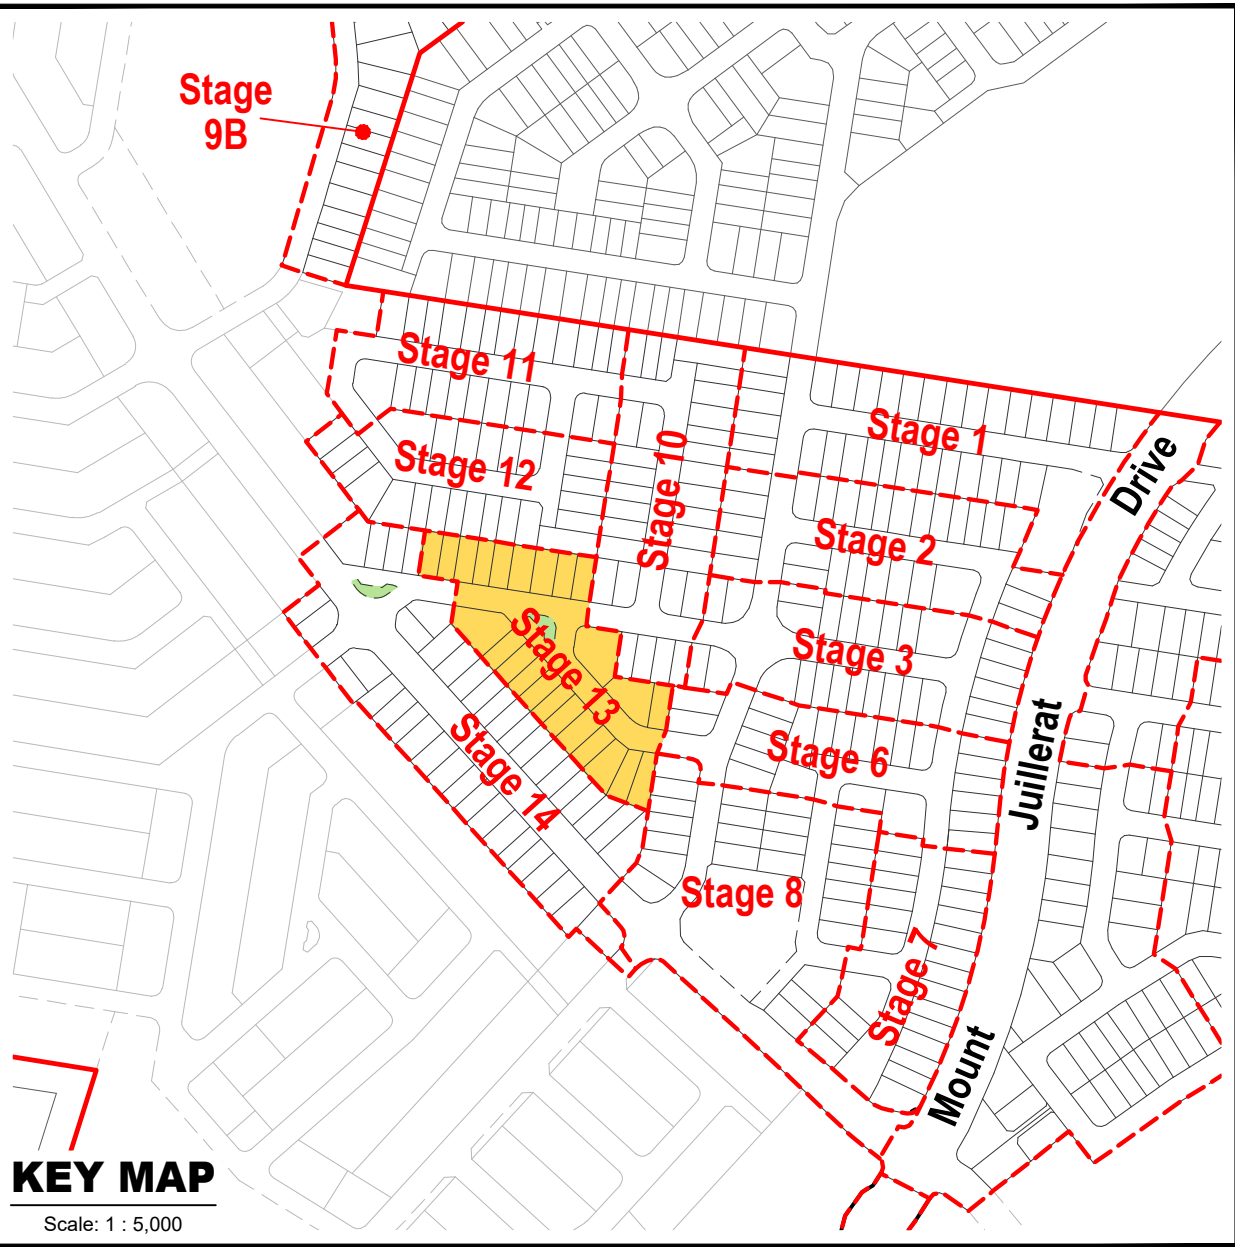 Stage
9B
Stage 11
Stage 1
Drive
Stage 12
Stage 10
Stage 2
Stage 13
Stage 3
Stage 14
Stage 6
Juillerat
Stage 8
Stage 7
Mount
KEY MAP
Scale: 1 : 5,000